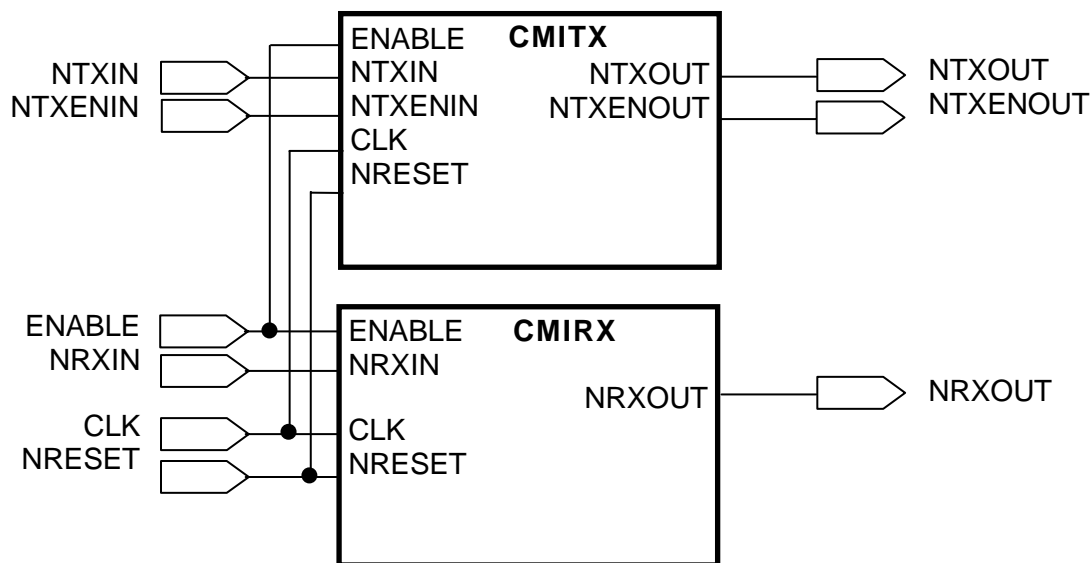 ENABLE CMITX
NTXIN NTXIN NTXOUT NTXOUT
NTXENIN NTXENIN NTXENOUT NTXENOUT
CLK
NRESET
ENABLE ENABLE CMIRX
NRXIN NRXIN
NRXOUT NRXOUT
CLK CLK
NRESET NRESET